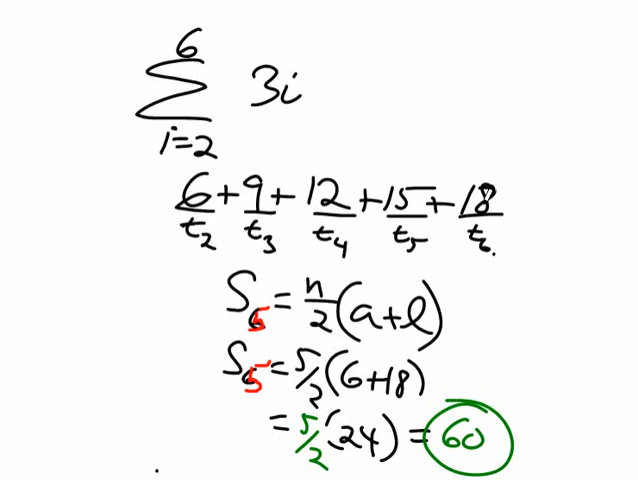 6
∑ 3i
i=2
6+9+12+15+18
t₂ t₃ t₄ t₅ t₆.
S₅ = n/2 (a+l)
S₅ = 5/2 (6+18)
= 5/2 (24) = 60